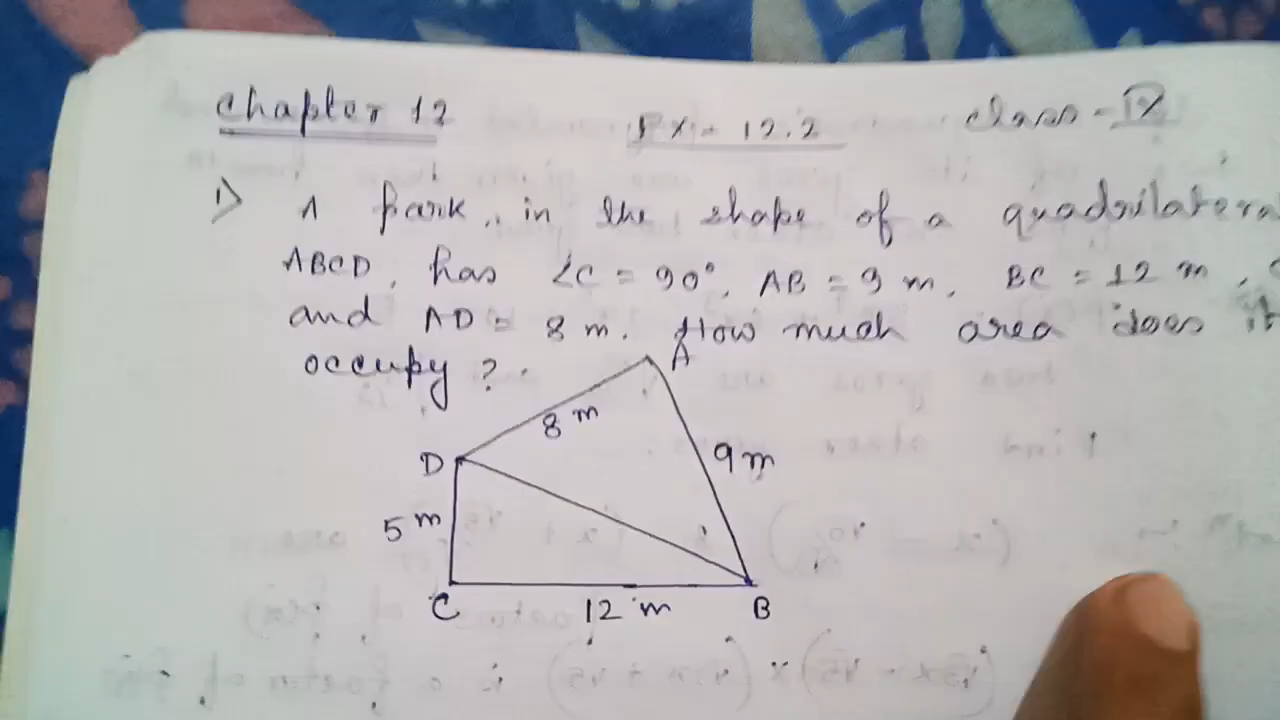 Chapter 12
Ex- 12.2
Class - IX
1) A park, in the shape of a quadrilatera
ABCD, has ∠C = 90°, AB = 9 m, BC = 12 m,
and AD = 8 m. How much area does it
occupy ?
A
8 m
D
9 m
5 m
C
12 m
B